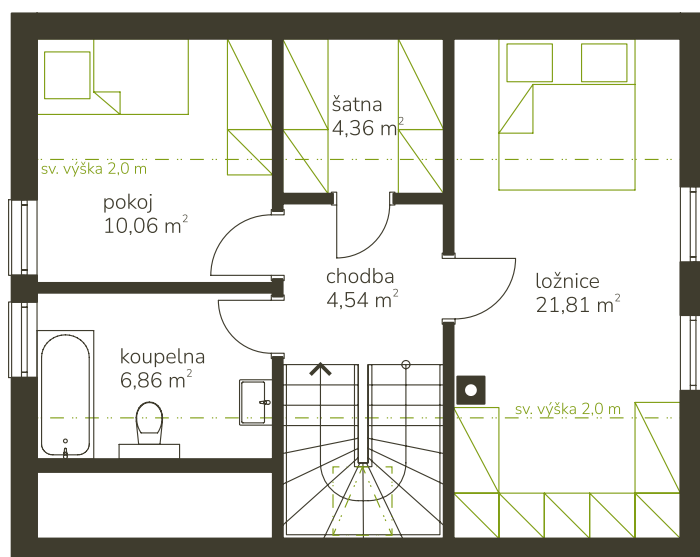 šatna
4,36 m²
sv. výška 2,0 m
pokoj
10,06 m²
chodba
4,54 m²
ložnice
21,81 m²
koupelna
6,86 m²
sv. výška 2,0 m